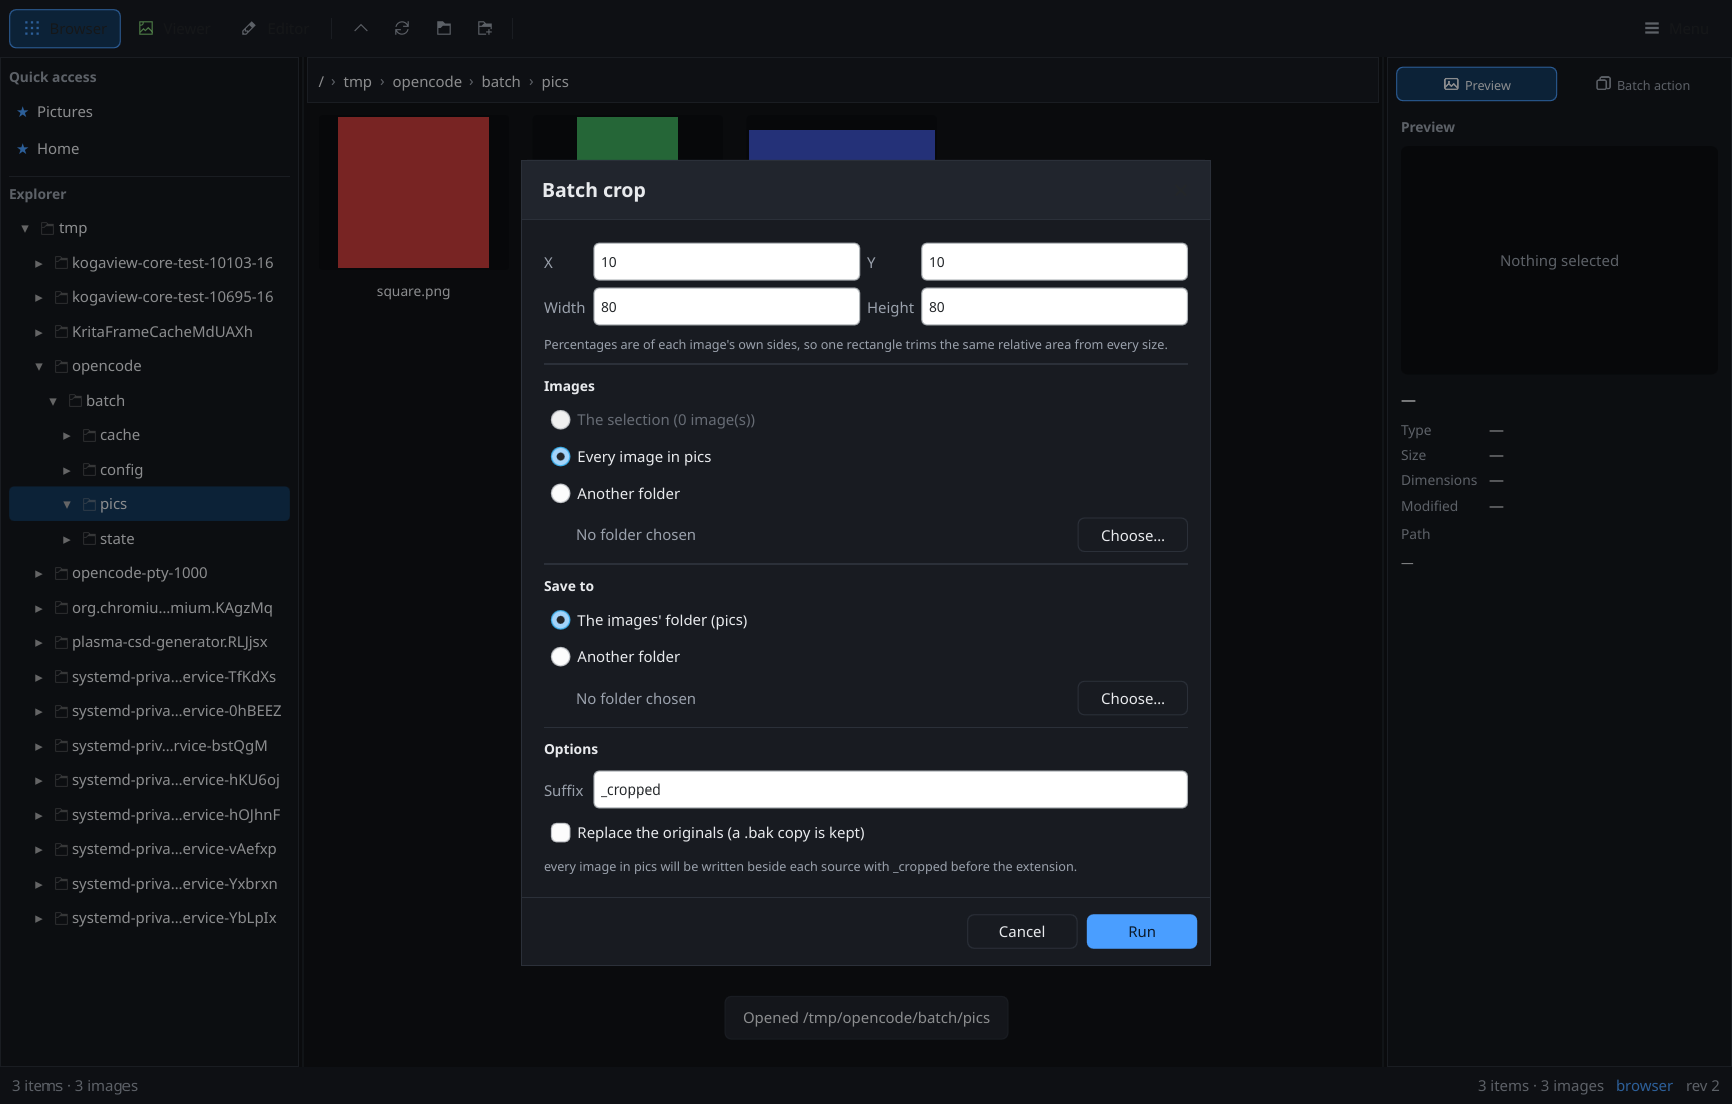 Browser Viewer Editor Menu
Quick access
Pictures
Home
Explorer
tmp
kogaview-core-test-10103-16
kogaview-core-test-10695-16
KritaFrameCacheMdUAXh
opencode
batch
cache
config
pics
state
opencode-pty-1000
org.chromiu...mium.KAgzMq
plasma-csd-generator.RLJjsx
systemd-priva...ervice-TfKdXs
systemd-priva...ervice-0hBEEZ
systemd-priv...rvice-bstQgM
systemd-priva...ervice-hKU6oj
systemd-priva...ervice-hOJhnF
systemd-priva...ervice-vAefxp
systemd-priva...ervice-Yxbrxn
systemd-priva...ervice-YbLpIx
/ › tmp › opencode › batch › pics
square.png
Batch crop
X 10 Y 10
Width 80 Height 80
Percentages are of each image's own sides, so one rectangle trims the same relative area from every size.
Images
The selection (0 image(s))
Every image in pics
Another folder
No folder chosen Choose...
Save to
The images' folder (pics)
Another folder
No folder chosen Choose...
Options
Suffix _cropped
Replace the originals (a .bak copy is kept)
every image in pics will be written beside each source with _cropped before the extension.
Cancel Run
Opened /tmp/opencode/batch/pics
Preview Batch action
Preview
Nothing selected
—
Type —
Size —
Dimensions —
Modified —
Path
—
3 items · 3 images
3 items · 3 images browser rev 2